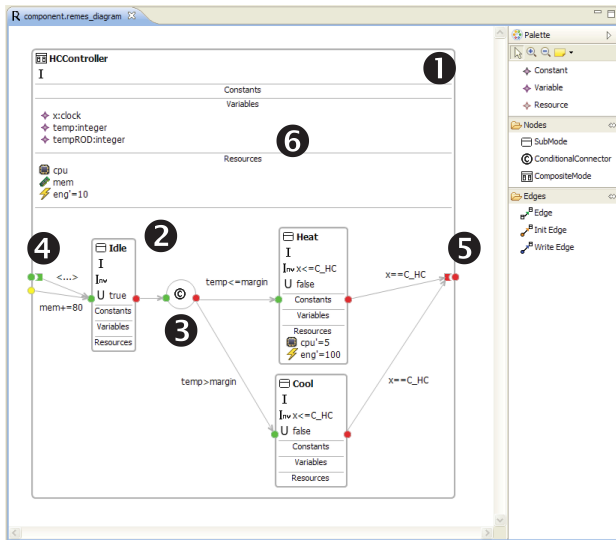 component.remes_diagram
HCController
I
Constants
Variables
x:clock
temp:integer
tempROD:integer
Resources
cpu
mem
eng'=10
1
6
4
2
3
5
<...>
mem+=80
Idle
I
Inv
U true
Constants
Variables
Resources
C
temp<=margin
temp>margin
Heat
I
Inv x<=C_HC
U false
Constants
Variables
Resources
cpu'=5
eng'=100
x==C_HC
Cool
I
Inv x<=C_HC
U false
Constants
Variables
Resources
x==C_HC
Palette
Constant
Variable
Resource
Nodes
SubMode
ConditionalConnector
CompositeMode
Edges
Edge
Init Edge
Write Edge